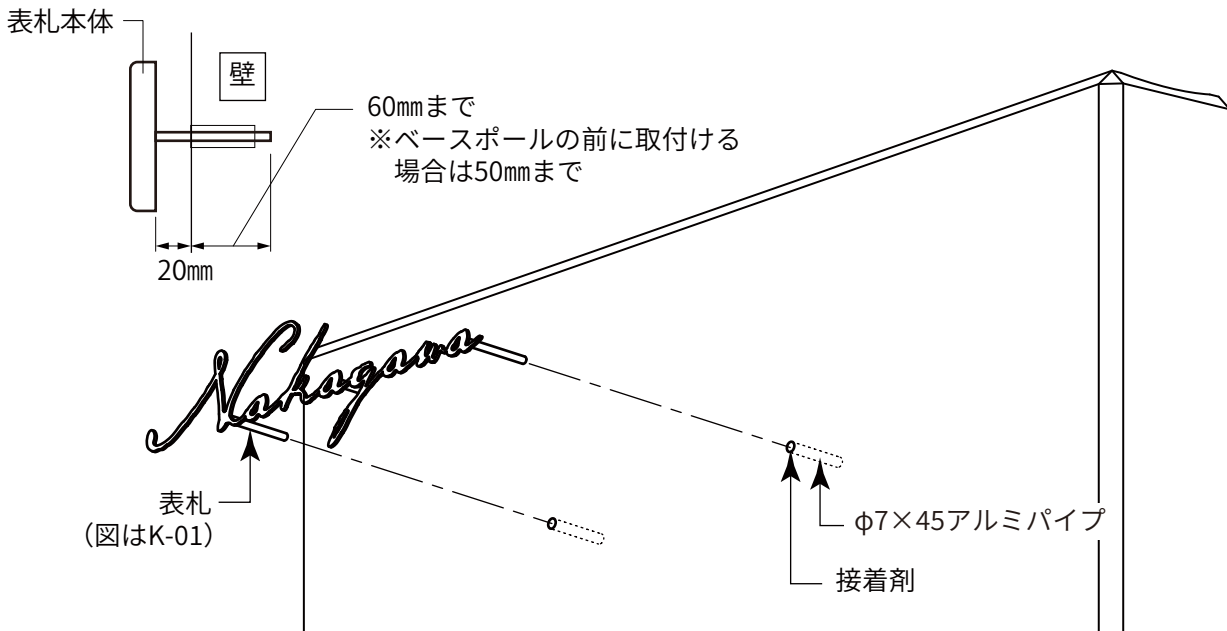 表札本体
壁
60㎜まで
※ベースポールの前に取付ける
場合は50㎜まで
20㎜
Nakagawa
表札
（図はK-01）
φ7×45アルミパイプ
接着剤